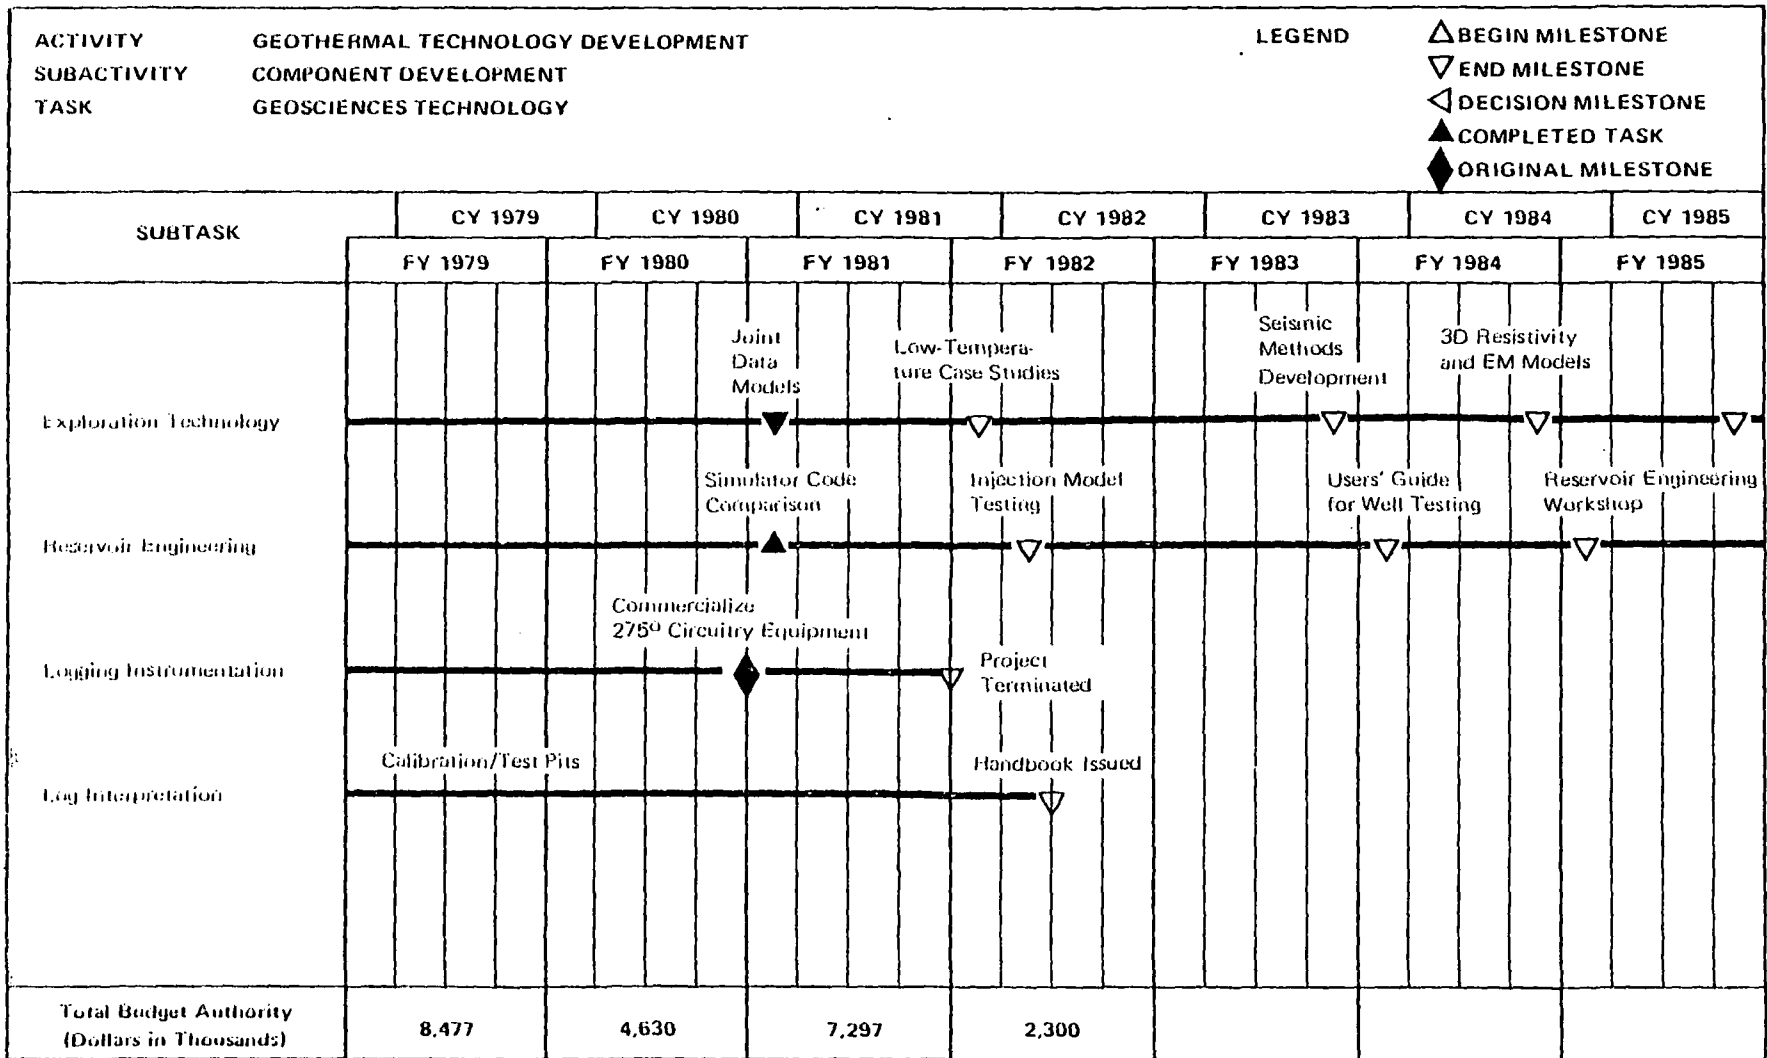 ACTIVITY GEOTHERMAL TECHNOLOGY DEVELOPMENT
SUBACTIVITY COMPONENT DEVELOPMENT
TASK GEOSCIENCES TECHNOLOGY
LEGEND
BEGIN MILESTONE
END MILESTONE
DECISION MILESTONE
COMPLETED TASK
ORIGINAL MILESTONE
SUBTASK
CY 1979 CY 1980 CY 1981 CY 1982 CY 1983 CY 1984 CY 1985
FY 1979 FY 1980 FY 1981 FY 1982 FY 1983 FY 1984 FY 1985
Exploration Technology
Joint
Data
Models
Low-Tempera-
ture Case Studies
Seismic
Methods
Development
3D Resistivity
and EM Models
Reservoir Engineering
Simulator Code
Comparison
Injection Model
Testing
Users' Guide
for Well Testing
Reservoir Engineering
Workshop
Logging Instrumentation
Commercialize
275º Circuitry Equipment
Project
Terminated
Log Interpretation
Calibration/Test Pits
Handbook Issued
Total Budget Authority
(Dollars in Thousands)
8,477 4,630 7,297 2,300